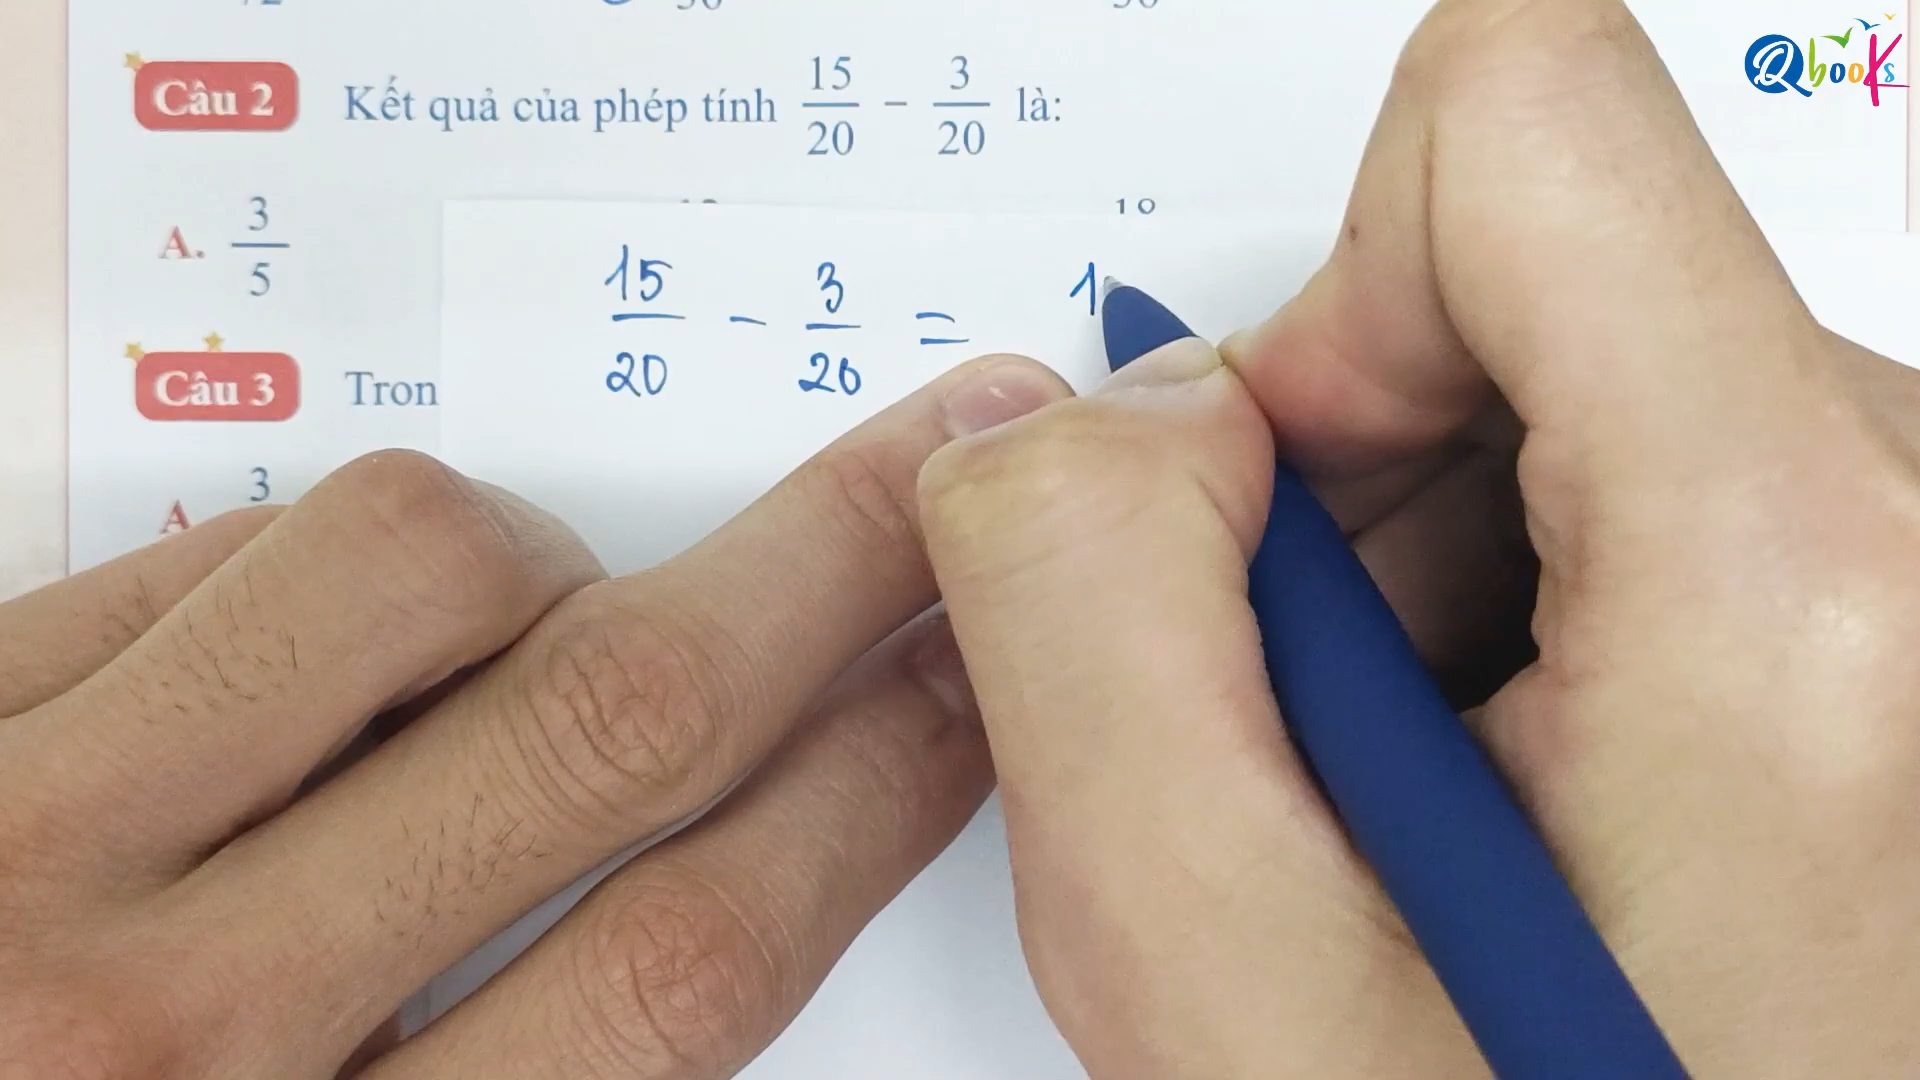 Qbooks
Câu 2 Kết quả của phép tính 15/20 - 3/20 là:
A. 3/5
15/20 - 3/20 = 1
Câu 3 Tron
A 3